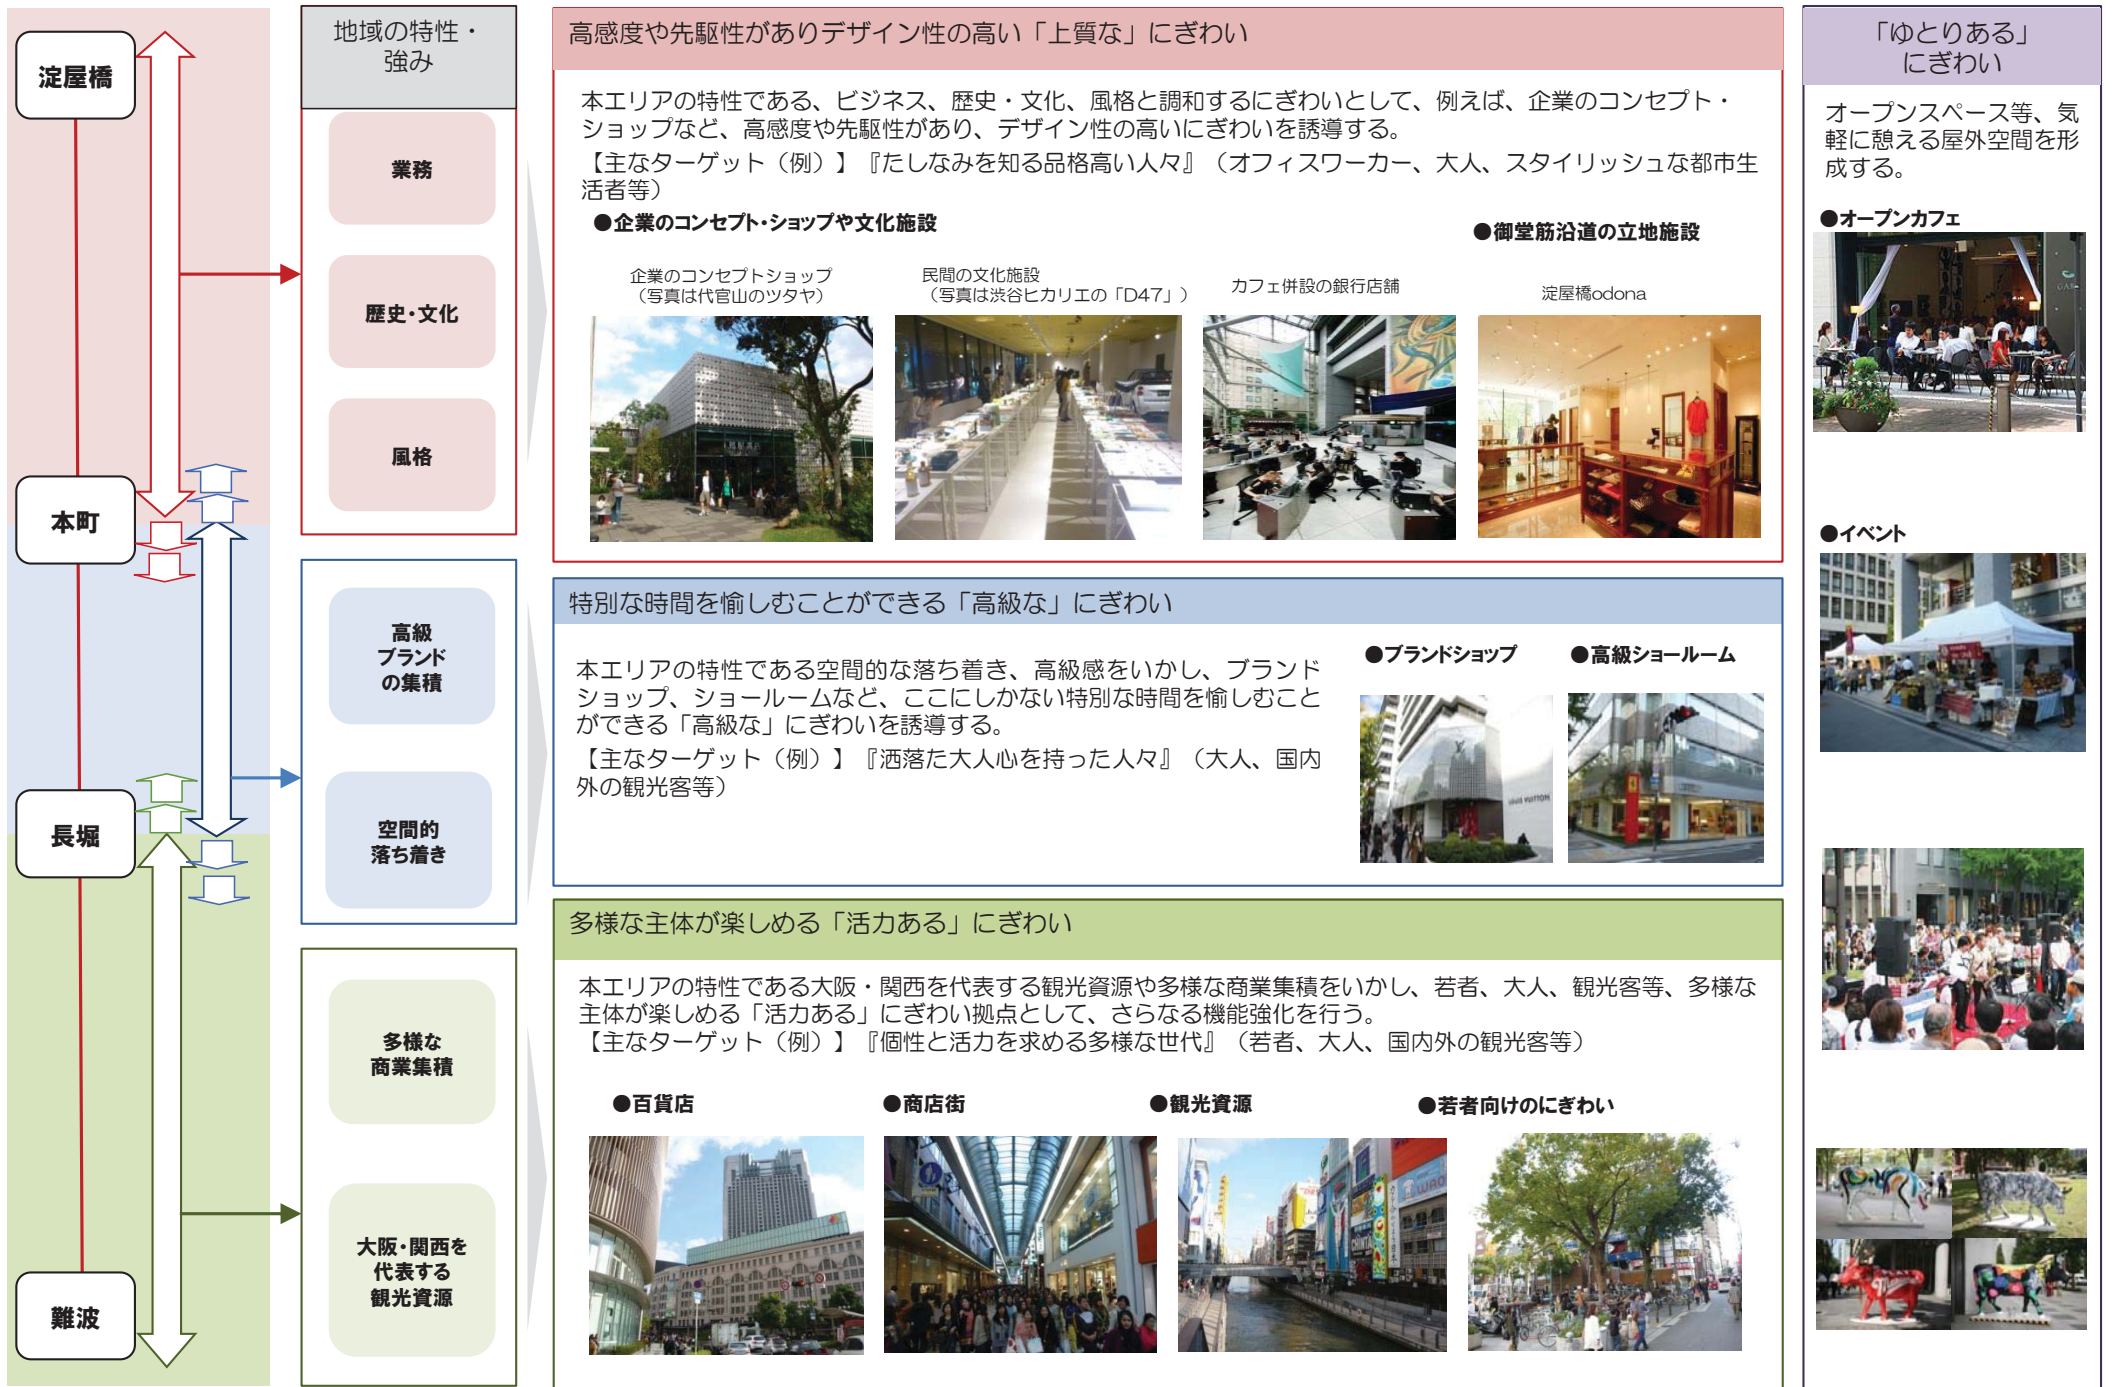 淀屋橋
本町
長堀
難波
地域の特性・
強み
業務
歴史・文化
風格
高級
ブランド
の集積
空間的
落ち着き
多様な
商業集積
大阪・関西を
代表する
観光資源
高感度や先駆性がありデザイン性の高い「上質な」にぎわい
本エリアの特性である、ビジネス、歴史・文化、風格と調和するにぎわいとして、例えば、企業のコンセプト・
ショップなど、高感度や先駆性があり、デザイン性の高いにぎわいを誘導する。
【主なターゲット（例）】『たしなみを知る品格高い人々』（オフィスワーカー、大人、スタイリッシュな都市生
活者等）
●企業のコンセプト・ショップや文化施設
●御堂筋沿道の立地施設
企業のコンセプトショップ
（写真は代官山のツタヤ）
民間の文化施設
（写真は渋谷ヒカリエの「D47」）
カフェ併設の銀行店舗
淀屋橋odona
特別な時間を愉しむことができる「高級な」にぎわい
本エリアの特性である空間的な落ち着き、高級感をいかし、ブランド
ショップ、ショールームなど、ここにしかない特別な時間を愉しむこと
ができる「高級な」にぎわいを誘導する。
【主なターゲット（例）】『洒落た大人心を持った人々』（大人、国内
外の観光客等）
●ブランドショップ
●高級ショールーム
LOUIS VUITTON
多様な主体が楽しめる「活力ある」にぎわい
本エリアの特性である大阪・関西を代表する観光資源や多様な商業集積をいかし、若者、大人、観光客等、多様な
主体が楽しめる「活力ある」にぎわい拠点として、さらなる機能強化を行う。
【主なターゲット（例）】『個性と活力を求める多様な世代』（若者、大人、国内外の観光客等）
●百貨店
●商店街
●観光資源
●若者向けのにぎわい
「ゆとりある」
にぎわい
オープンスペース等、気
軽に憩える屋外空間を形
成する。
●オープンカフェ
●イベント